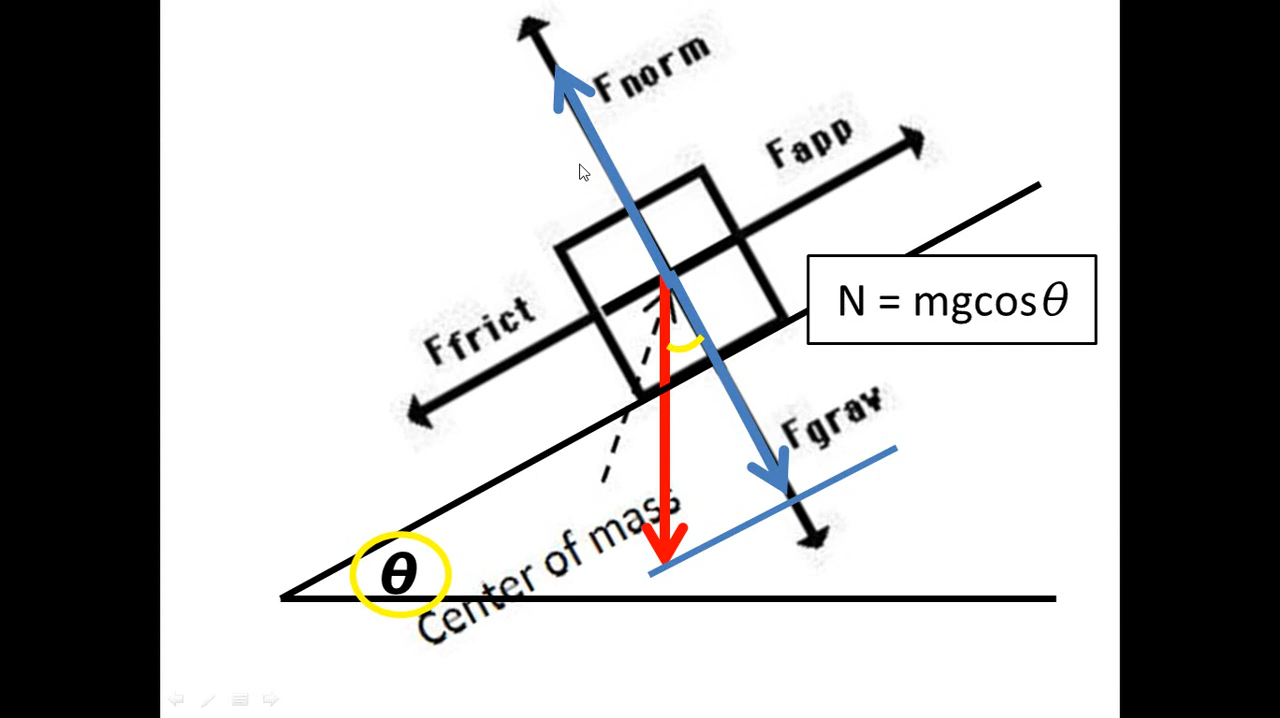 Fnorm
Fapp
Ffrict
N = mgcosθ
Fgrav
Center of mass
θ